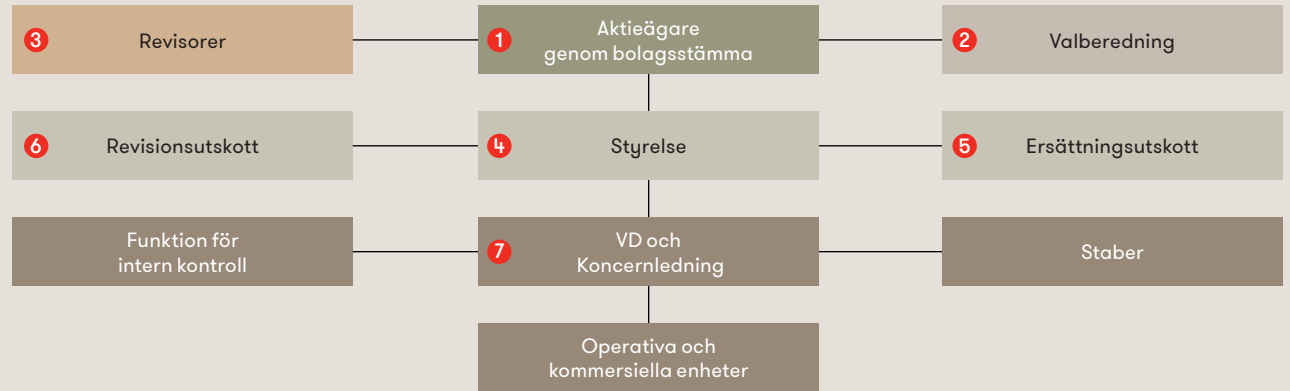 3 Revisorer
1 Aktieägare
genom bolagsstämma
2 Valberedning
6 Revisionsutskott
4 Styrelse
5 Ersättningsutskott
Funktion för
intern kontroll
7 VD och
Koncernledning
Staber
Operativa och
kommersiella enheter